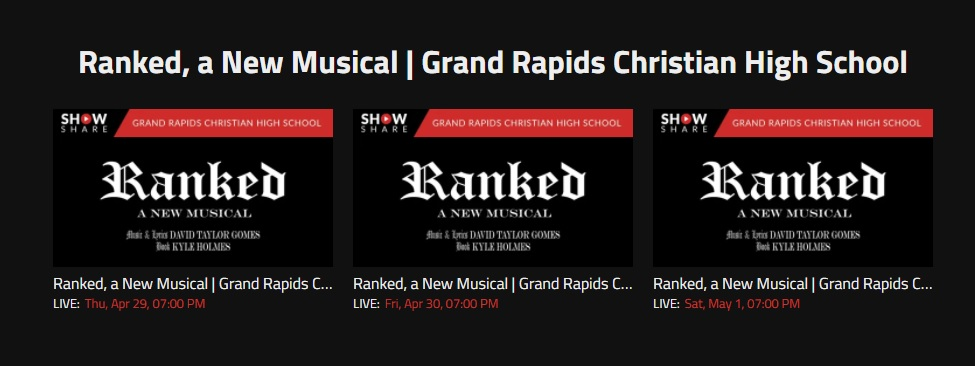 Ranked, a New Musical | Grand Rapids Christian High School
SHOW
SHARE
GRAND RAPIDS CHRISTIAN HIGH SCHOOL
Ranked
A NEW MUSICAL
Music & Lyrics DAVID TAYLOR GOMES
Book KYLE HOLMES
Ranked, a New Musical | Grand Rapids C...
LIVE: Thu, Apr 29, 07:00 PM
SHOW
SHARE
GRAND RAPIDS CHRISTIAN HIGH SCHOOL
Ranked
A NEW MUSICAL
Music & Lyrics DAVID TAYLOR GOMES
Book KYLE HOLMES
Ranked, a New Musical | Grand Rapids C...
LIVE: Fri, Apr 30, 07:00 PM
SHOW
SHARE
GRAND RAPIDS CHRISTIAN HIGH SCHOOL
Ranked
A NEW MUSICAL
Music & Lyrics DAVID TAYLOR GOMES
Book KYLE HOLMES
Ranked, a New Musical | Grand Rapids C...
LIVE: Sat, May 1, 07:00 PM